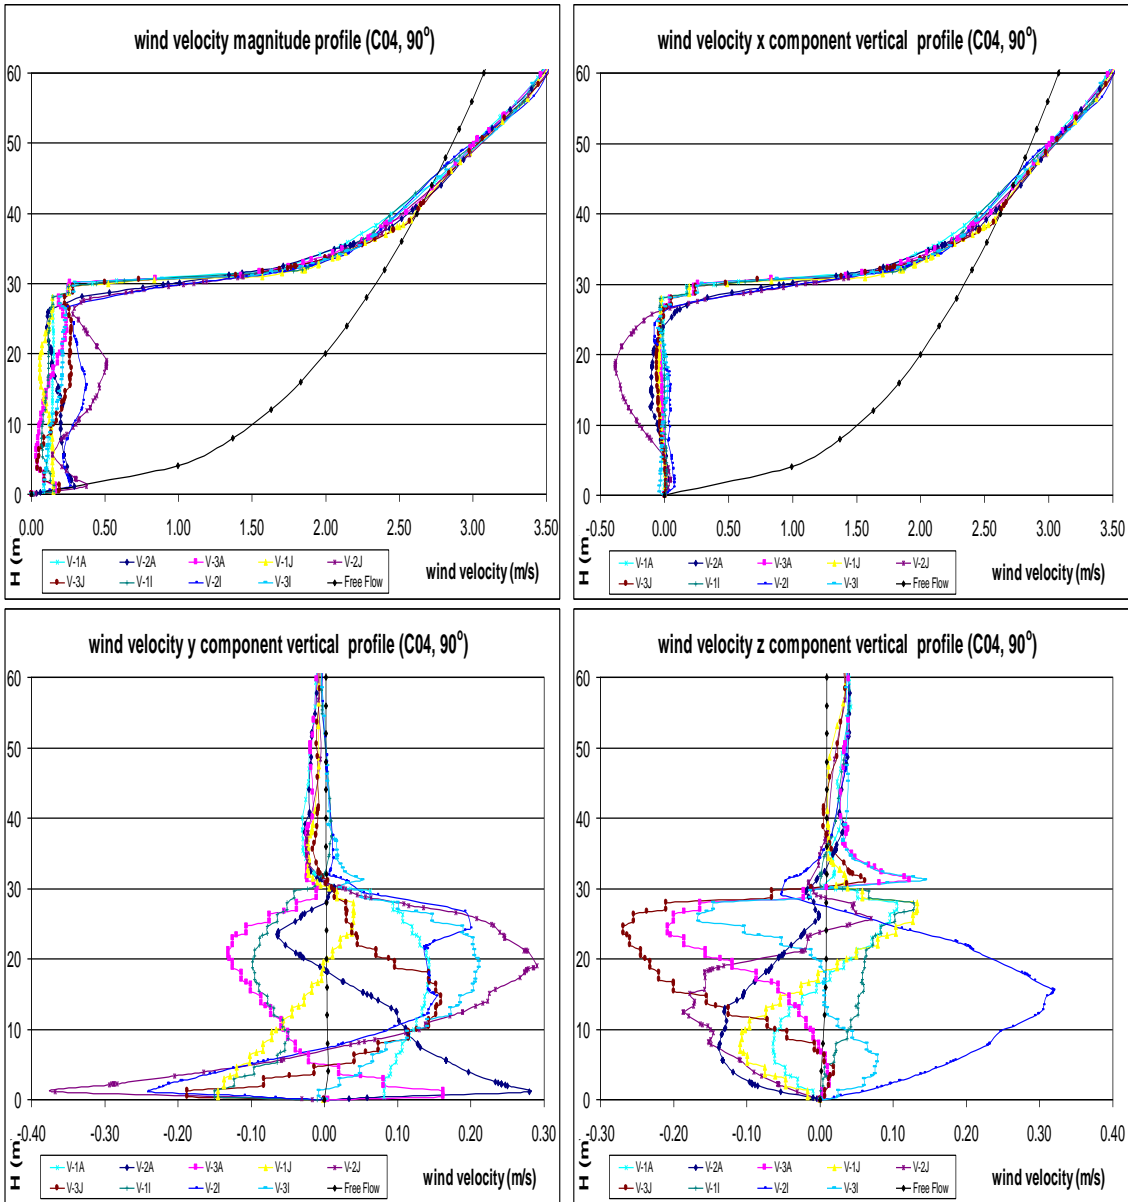 wind velocity magnitude profile (C04, 90°)
60
50
40
30
20
10
0
0.00 0.50 1.00 1.50 2.00 2.50 3.00 3.50
H (m
wind velocity (m/s)
V-1A V-2A V-3A V-1J V-2J
V-3J V-1I V-2I V-3I Free Flow
wind velocity x component vertical profile (C04, 90°)
60
50
40
30
20
10
0
-0.50 0.00 0.50 1.00 1.50 2.00 2.50 3.00 3.50
H (m
wind velocity (m/s)
V-1A V-2A V-3A V-1J V-2J
V-3J V-1I V-2I V-3I Free Flow
wind velocity y component vertical profile (C04, 90°)
60
50
40
30
20
10
0
-0.40 -0.30 -0.20 -0.10 0.00 0.10 0.20 0.30
H (m
wind velocity (m/s)
V-1A V-2A V-3A V-1J V-2J
V-3J V-1I V-2I V-3I Free Flow
wind velocity z component vertical profile (C04, 90°)
60
50
40
30
20
10
0
-0.30 -0.20 -0.10 0.00 0.10 0.20 0.30 0.40
H (m
wind velocity (m/s)
V-1A V-2A V-3A V-1J V-2J
V-3J V-1I V-2I V-3I Free Flow